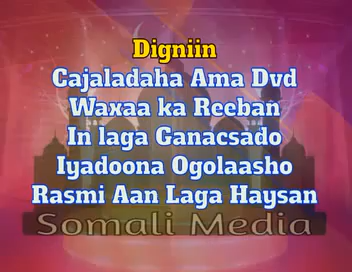 Digniin
Cajaladaha Ama Dvd
Waxaa ka Reeban
In laga Ganacsado
Iyadoona Ogolaasho
Rasmi Aan Laga Haysan
Somali Media